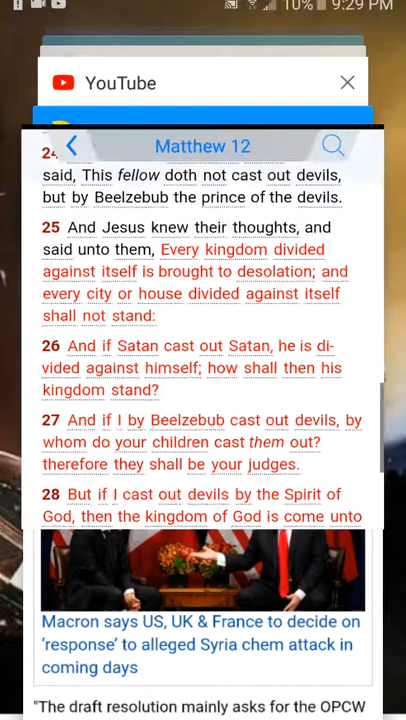 10% 9:29 PM
YouTube
Matthew 12
24
said, This fellow doth not cast out devils,
but by Beelzebub the prince of the devils.
25 And Jesus knew their thoughts, and
said unto them, Every kingdom divided
against itself is brought to desolation; and
every city or house divided against itself
shall not stand:
26 And if Satan cast out Satan, he is di-
vided against himself; how shall then his
kingdom stand?
27 And if I by Beelzebub cast out devils, by
whom do your children cast them out?
therefore they shall be your judges.
28 But if I cast out devils by the Spirit of
God, then the kingdom of God is come unto
Macron says US, UK & France to decide on
‘response’ to alleged Syria chem attack in
coming days
"The draft resolution mainly asks for the OPCW